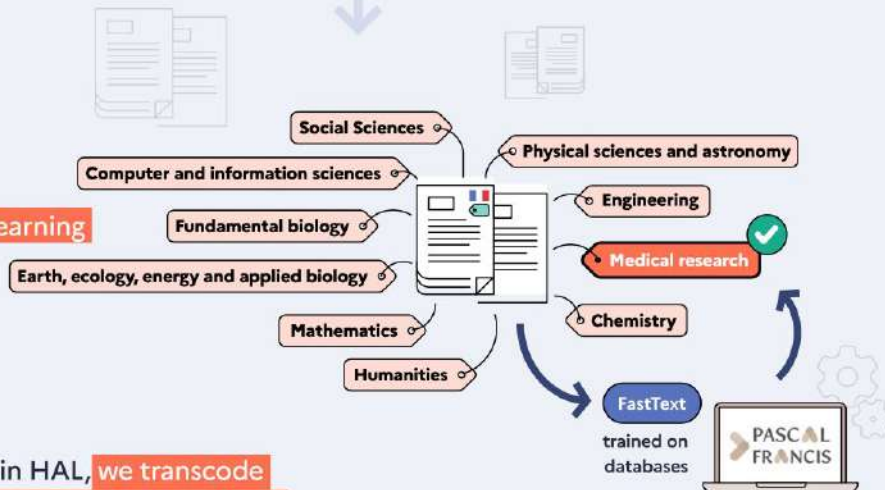 Social Sciences
Physical sciences and astronomy
Computer and information sciences
Engineering
earning
Fundamental biology
Medical research
Earth, ecology, energy and applied biology
Chemistry
Mathematics
Humanities
FastText
trained on
databases
PASCAL
FRANCIS
in HAL, we transcode